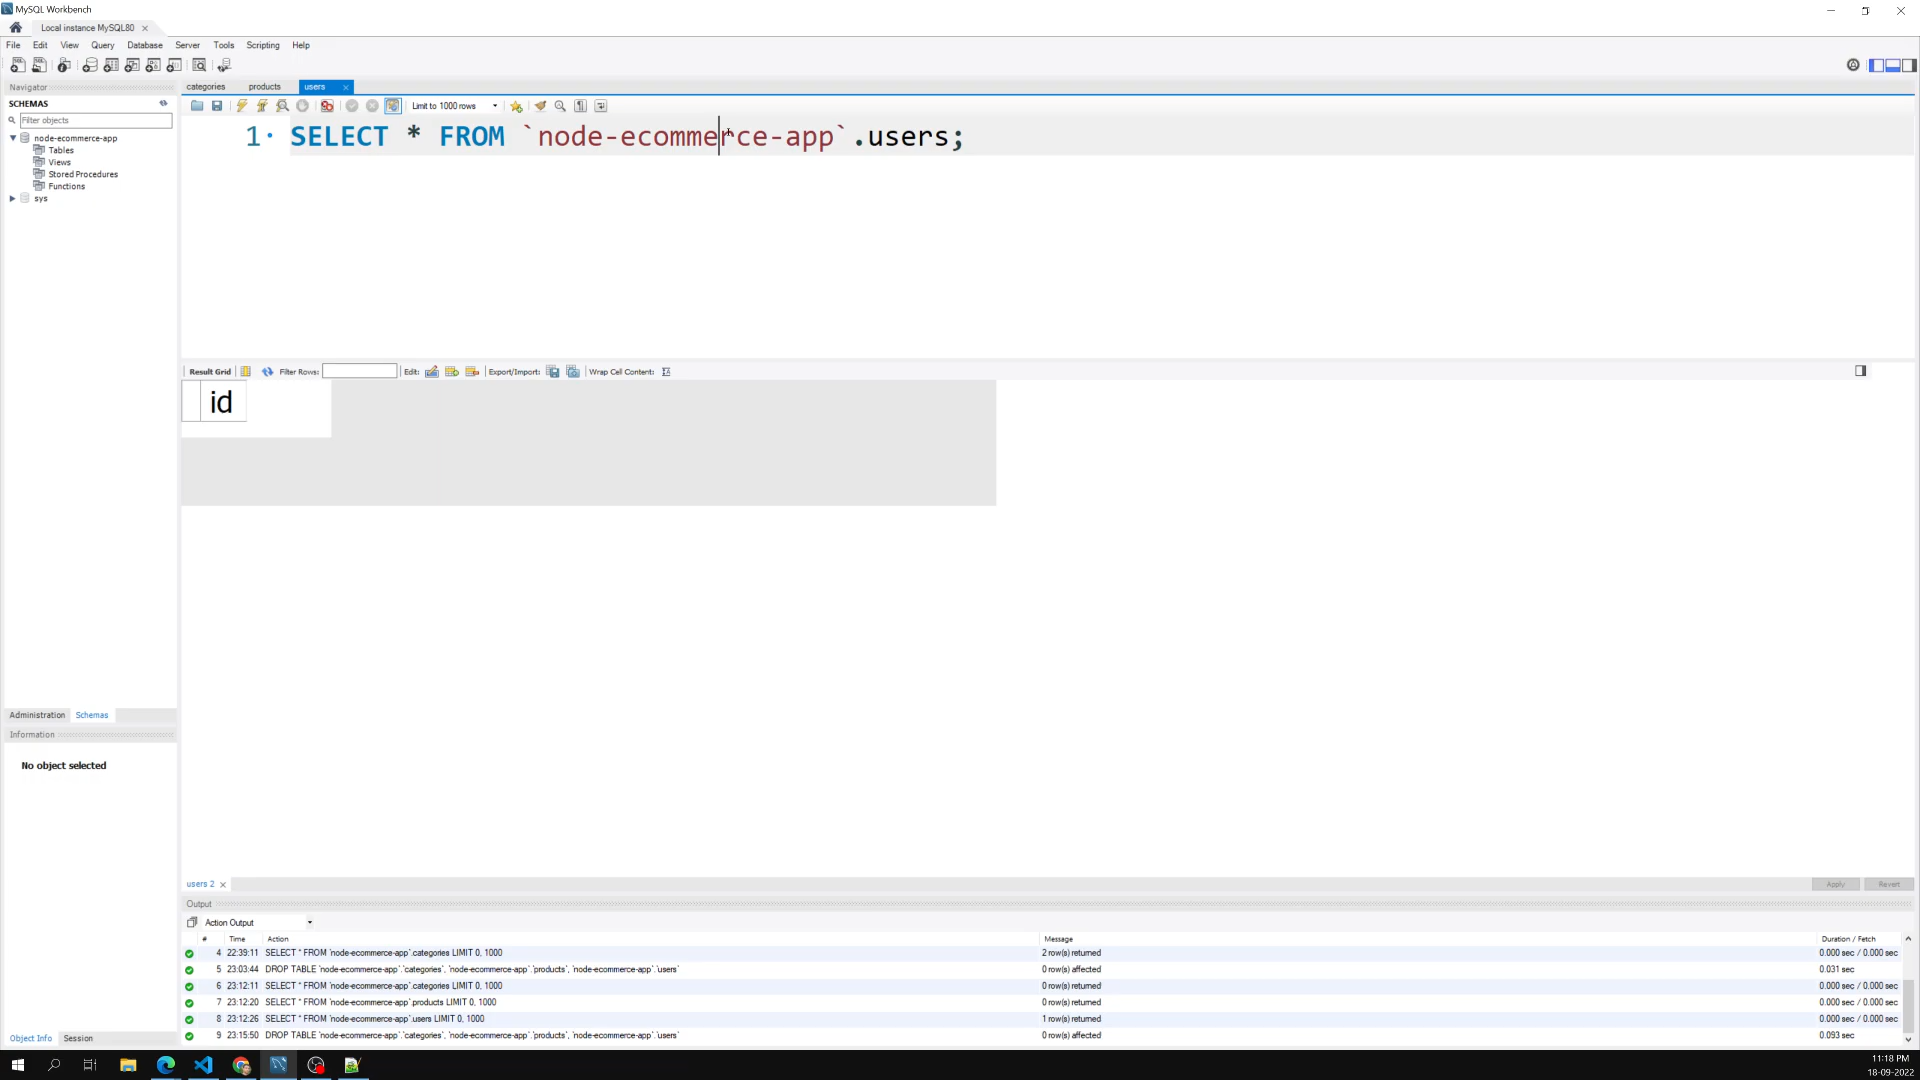 MySQL Workbench
Local instance MySQL80
File Edit View Query Database Server Tools Scripting Help
Navigator
SCHEMAS
Filter objects
node-ecommerce-app
Tables
Views
Stored Procedures
Functions
sys
categories products users
Limit to 1000 rows
1 SELECT * FROM `node-ecommerce-app`.users;
Result Grid Filter Rows: Edit: Export/Import: Wrap Cell Content:
id
Administration Schemas
Information
No object selected
users 2
Apply Revert
Output
Action Output
# Time Action Message Duration / Fetch
4 22:39:11 SELECT * FROM `node-ecommerce-app`.categories LIMIT 0, 1000 2 row(s) returned 0.000 sec / 0.000 sec
5 23:03:44 DROP TABLE `node-ecommerce-app`.`categories`, `node-ecommerce-app`.`products`, `node-ecommerce-app`.`users` 0 row(s) affected 0.031 sec
6 23:12:11 SELECT * FROM `node-ecommerce-app`.categories LIMIT 0, 1000 0 row(s) returned 0.000 sec / 0.000 sec
7 23:12:20 SELECT * FROM `node-ecommerce-app`.products LIMIT 0, 1000 0 row(s) returned 0.000 sec / 0.000 sec
8 23:12:26 SELECT * FROM `node-ecommerce-app`.users LIMIT 0, 1000 1 row(s) returned 0.000 sec / 0.000 sec
9 23:15:50 DROP TABLE `node-ecommerce-app`.`categories`, `node-ecommerce-app`.`products`, `node-ecommerce-app`.`users` 0 row(s) affected 0.093 sec
Object Info Session
11:18 PM
18-09-2022